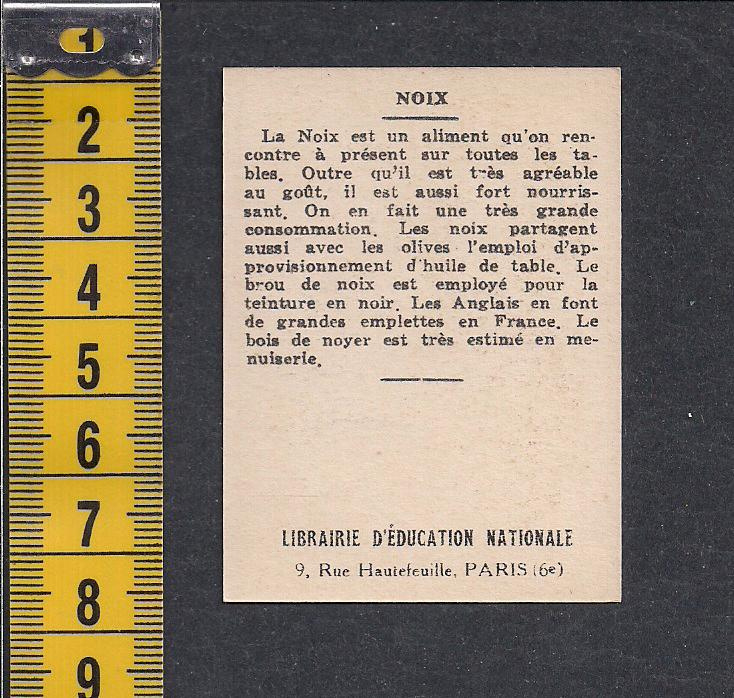 1
2
3
4
5
6
7
8
9
NOIX
La Noix est un aliment qu'on ren-
contre à présent sur toutes les ta-
bles. Outre qu'il est très agréable
au goût, il est aussi fort nourris-
sant. On en fait une très grande
consommation. Les noix partagent
aussi avec les olives l'emploi d'ap-
provisionnement d'huile de table. Le
brou de noix est employé pour la
teinture en noir. Les Anglais en font
de grandes emplettes en France. Le
bois de noyer est très estimé en me-
nuiserie.
LIBRAIRIE D'ÉDUCATION NATIONALE
9, Rue Hautefeuille, PARIS (6e)